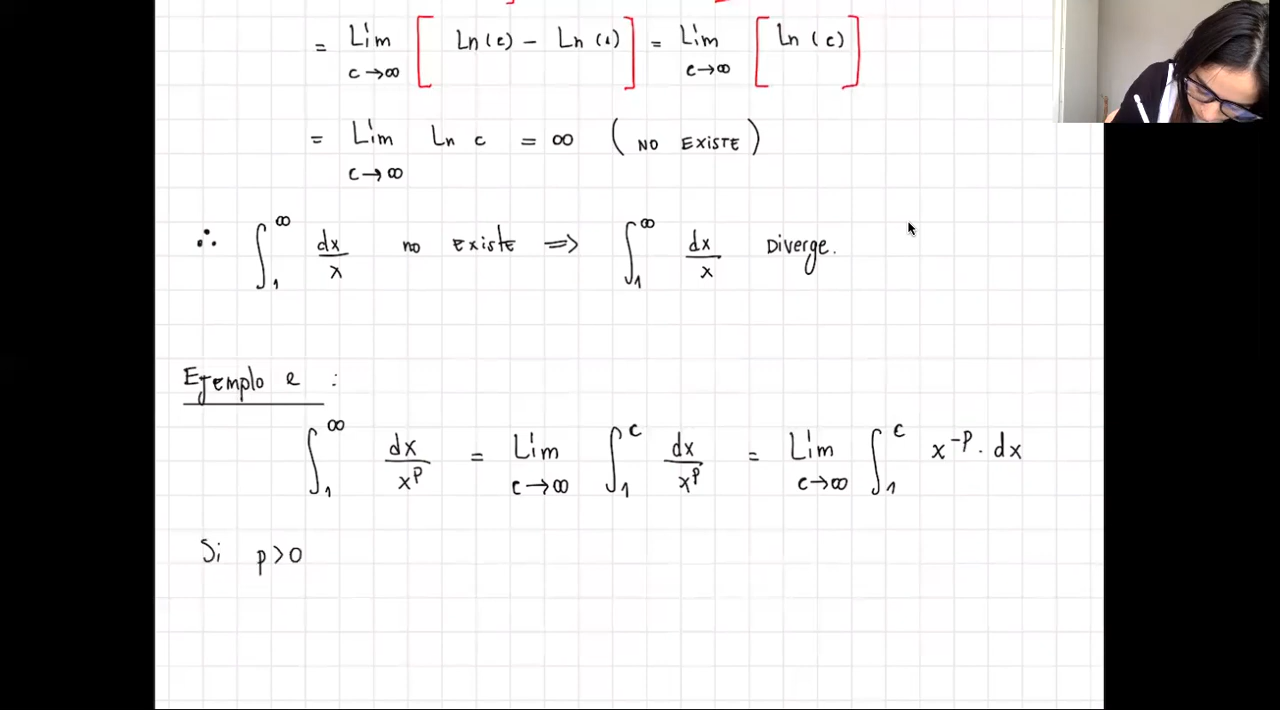 = Lim c→∞ [ Ln(c) - Ln(1) ] = Lim c→∞ [ Ln(c) ]
= Lim c→∞ Ln c = ∞ ( NO EXISTE )
∴ ∫₁^∞ dx/x no existe ⇒ ∫₁^∞ dx/x Diverge.
Ejemplo e :
∫₁^∞ dx/x^p = Lim c→∞ ∫₁^c dx/x^p = Lim c→∞ ∫₁^c x^-p · dx
Si p>0